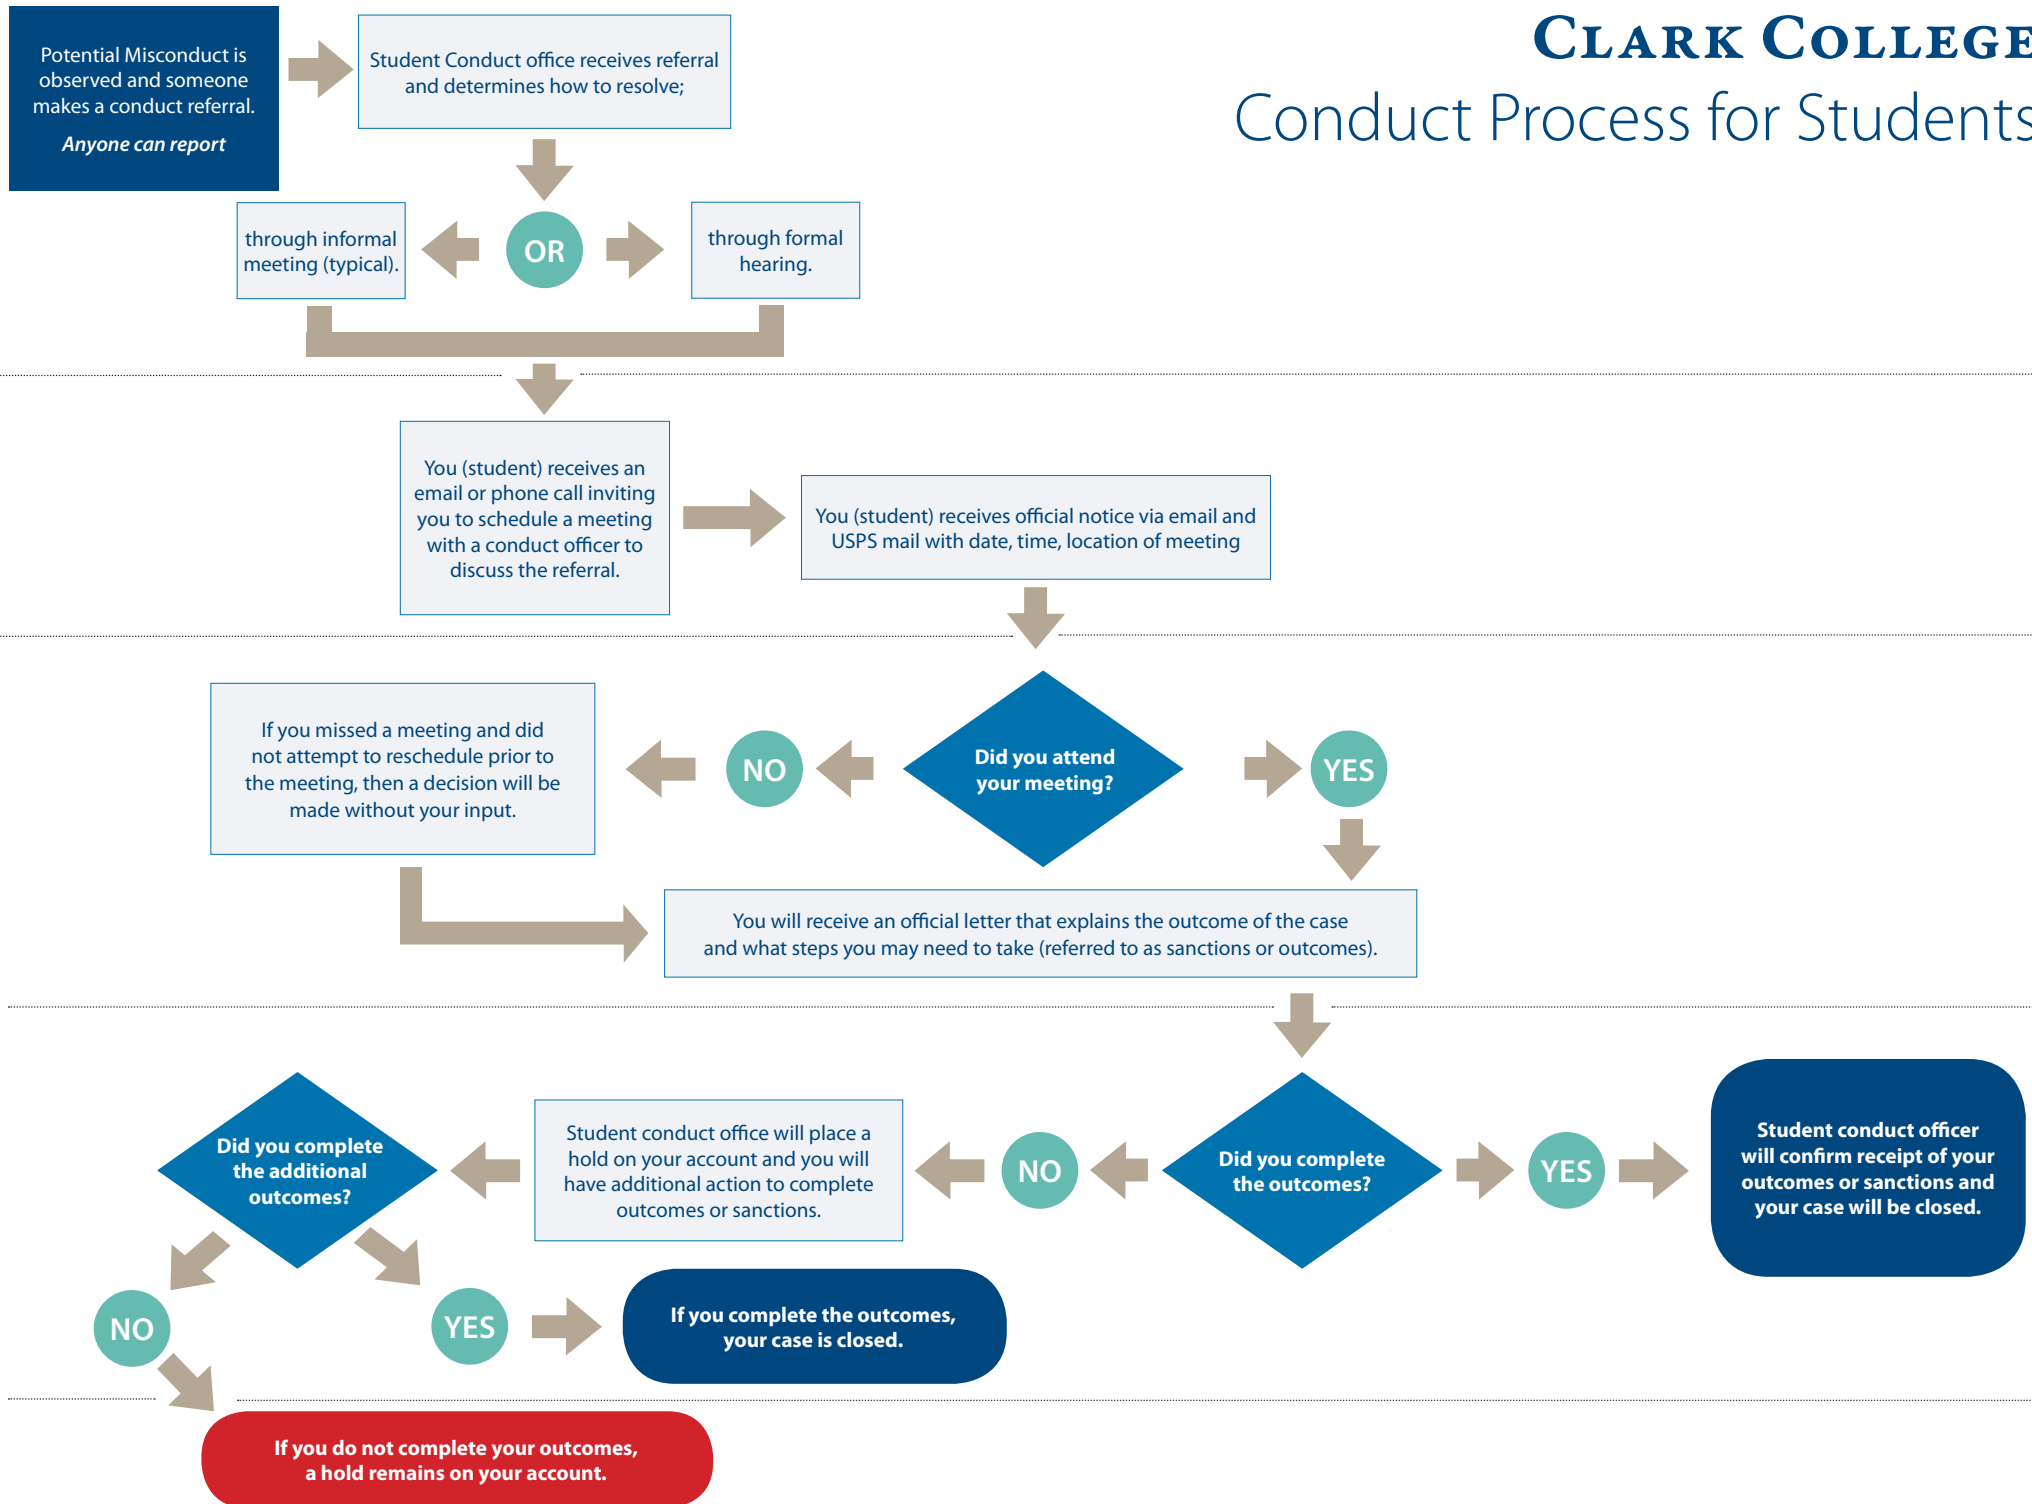 CLARK COLLEGE
Conduct Process for Students
Potential Misconduct is
observed and someone
makes a conduct referral.
Anyone can report
Student Conduct office receives referral
and determines how to resolve;
through informal
meeting (typical).
OR
through formal
hearing.
You (student) receives an
email or phone call inviting
you to schedule a meeting
with a conduct officer to
discuss the referral.
You (student) receives official notice via email and
USPS mail with date, time, location of meeting
If you missed a meeting and did
not attempt to reschedule prior to
the meeting, then a decision will be
made without your input.
NO
Did you attend
your meeting?
YES
You will receive an official letter that explains the outcome of the case
and what steps you may need to take (referred to as sanctions or outcomes).
Did you complete
the additional
outcomes?
Student conduct office will place a
hold on your account and you will
have additional action to complete
outcomes or sanctions.
NO
Did you complete
the outcomes?
YES
Student conduct officer
will confirm receipt of your
outcomes or sanctions and
your case will be closed.
NO
YES
If you complete the outcomes,
your case is closed.
If you do not complete your outcomes,
a hold remains on your account.